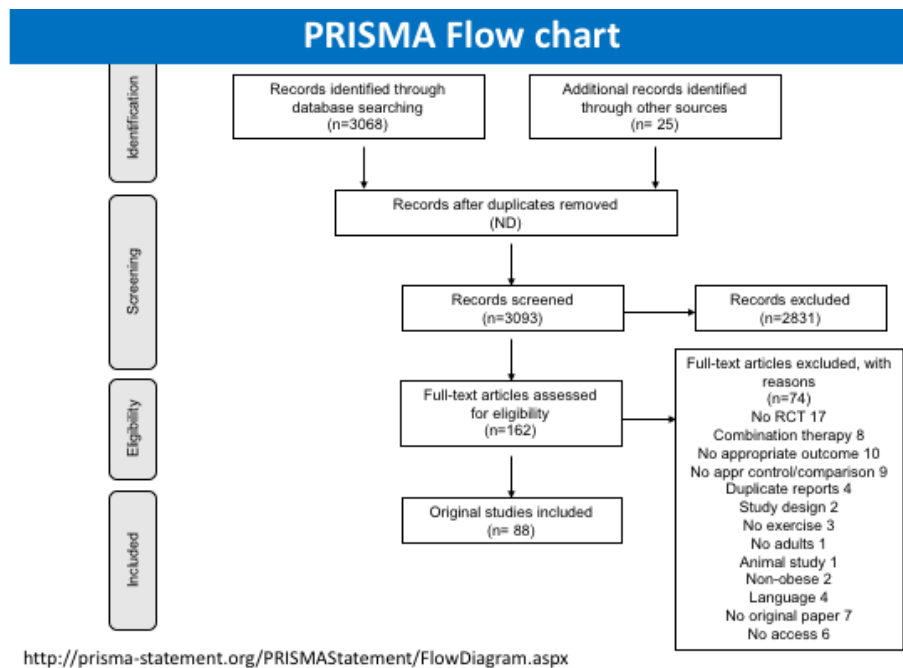 PRISMA Flow chart
Identification
Records identified through
database searching
(n=3068)
Additional records identified
through other sources
(n= 25)
Screening
Records after duplicates removed
(ND)
Records screened
(n=3093)
Records excluded
(n=2831)
Eligibility
Full-text articles assessed
for eligibility
(n=162)
Full-text articles excluded, with
reasons
(n=74)
No RCT 17
Combination therapy 8
No appropriate outcome 10
No appr control/comparison 9
Duplicate reports 4
Study design 2
No exercise 3
No adults 1
Animal study 1
Non-obese 2
Language 4
No original paper 7
No access 6
Included
Original studies included
(n= 88)
http://prisma-statement.org/PRISMAStatement/FlowDiagram.aspx